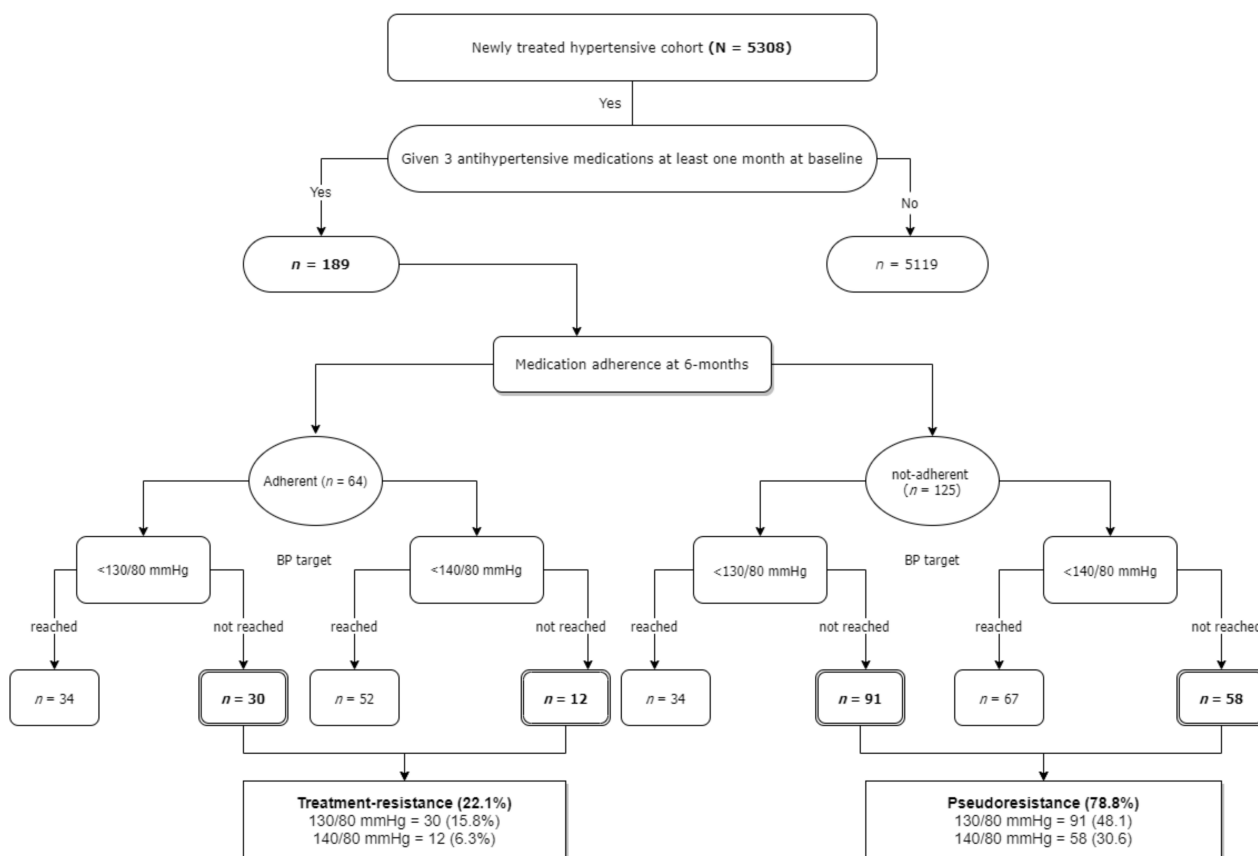 Newly treated hypertensive cohort (N = 5308)
Yes
Given 3 antihypertensive medications at least one month at baseline
Yes
No
n = 189
n = 5119
Medication adherence at 6-months
Adherent (n = 64)
not-adherent
(n = 125)
<130/80 mmHg
BP target
<140/80 mmHg
<130/80 mmHg
BP target
<140/80 mmHg
reached
not reached
reached
not reached
reached
not reached
reached
not reached
n = 34
n = 30
n = 52
n = 12
n = 34
n = 91
n = 67
n = 58
Treatment-resistance (22.1%)
130/80 mmHg = 30 (15.8%)
140/80 mmHg = 12 (6.3%)
Pseudoresistance (78.8%)
130/80 mmHg = 91 (48.1)
140/80 mmHg = 58 (30.6)